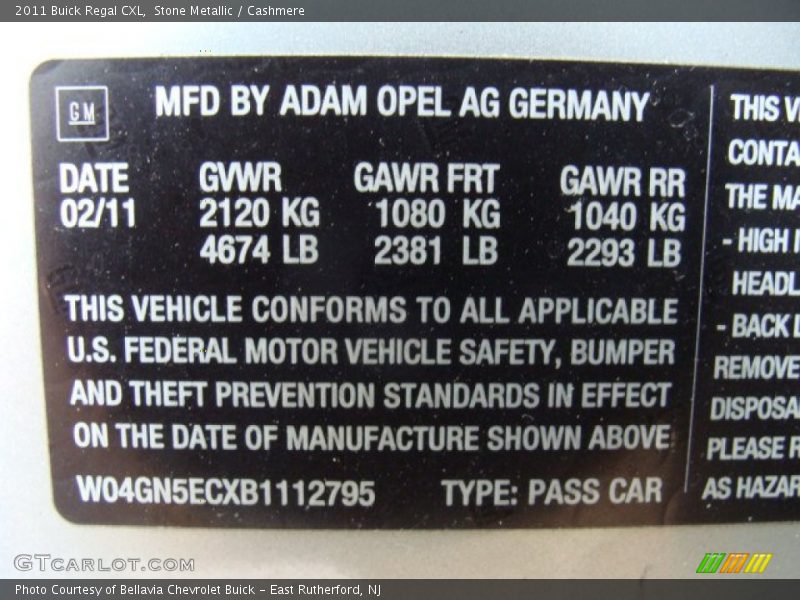 2011 Buick Regal CXL,  Stone Metallic / Cashmere
GM
MFD BY ADAM OPEL AG GERMANY
DATE GVWR GAWR FRT GAWR RR
02/11 2120 KG 1080 KG 1040 KG
4674 LB 2381 LB 2293 LB
THIS VEHICLE CONFORMS TO ALL APPLICABLE
U.S. FEDERAL MOTOR VEHICLE SAFETY, BUMPER
AND THEFT PREVENTION STANDARDS IN EFFECT
ON THE DATE OF MANUFACTURE SHOWN ABOVE
W04GN5ECXB1112795 TYPE: PASS CAR
THIS V
CONTA
THE MA
- HIGH
HEADL
- BACK L
REMOVE
DISPOSA
PLEASE R
AS HAZAR
GTCARLOT.COM
Photo Courtesy of Bellavia Chevrolet Buick - East Rutherford, NJ